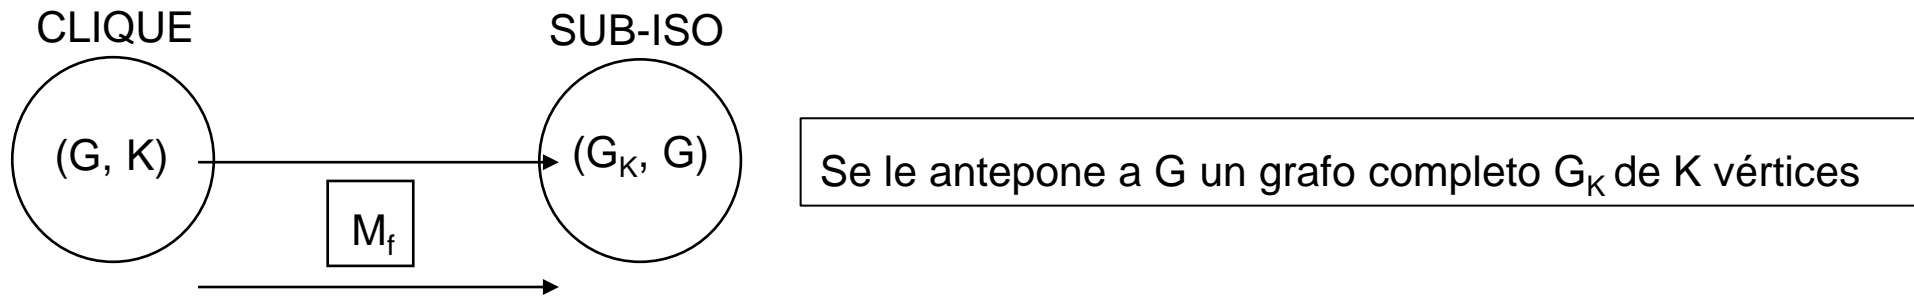 CLIQUE
SUB-ISO
(G, K)
(G_K, G)
Se le antepone a G un grafo completo G_K de K vértices
M_f